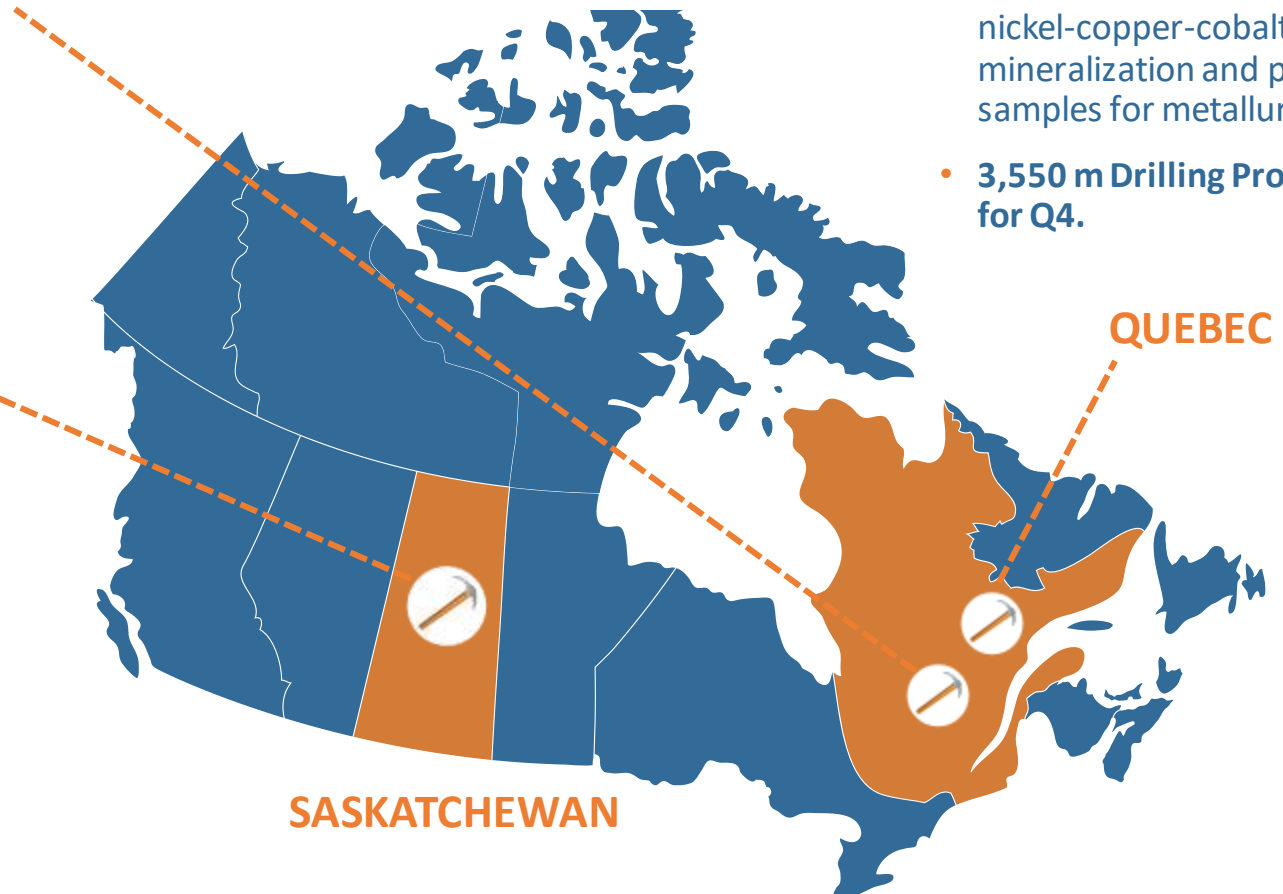 nickel-copper-cobalt
mineralization and p
samples for metallur
• 3,550 m Drilling Pro
for Q4.
QUEBEC
SASKATCHEWAN